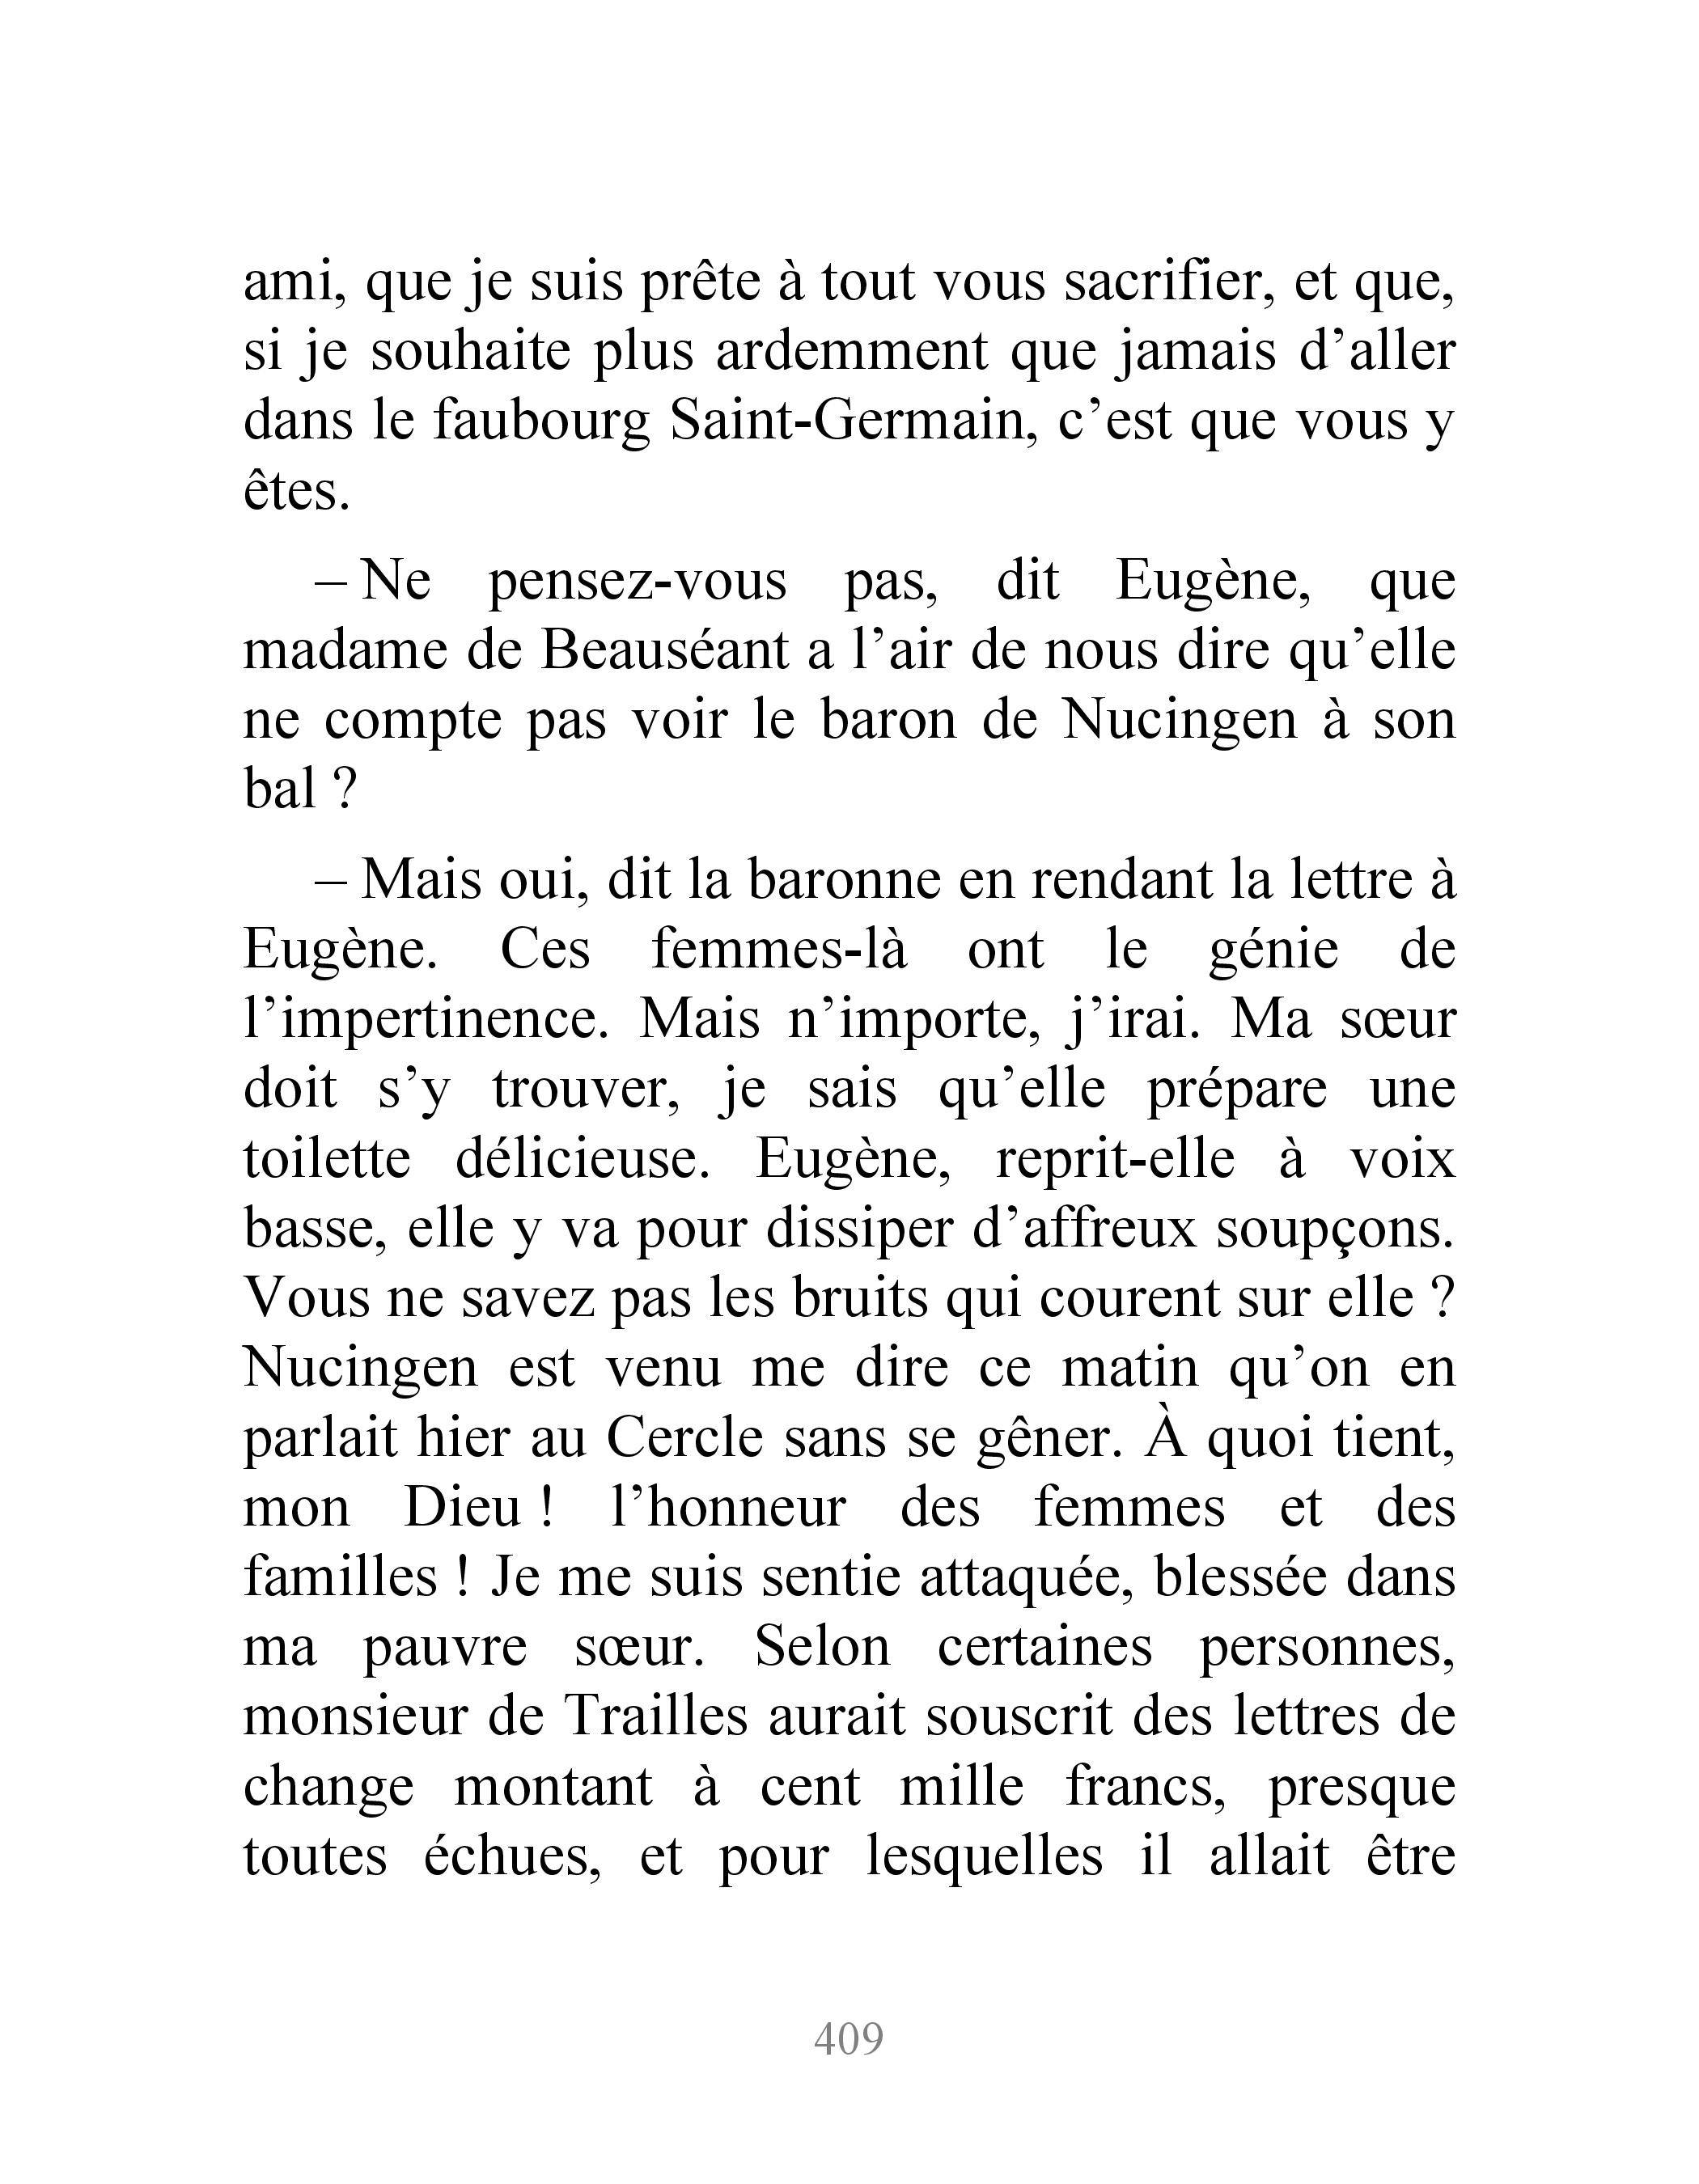 ami, que je suis prête à tout vous sacrifier, et que,
si je souhaite plus ardemment que jamais d’aller
dans le faubourg Saint-Germain, c’est que vous y
êtes.
– Ne pensez-vous pas, dit Eugène, que
madame de Beauséant a l’air de nous dire qu’elle
ne compte pas voir le baron de Nucingen à son
bal ?
– Mais oui, dit la baronne en rendant la lettre à
Eugène. Ces femmes-là ont le génie de
l’impertinence. Mais n’importe, j’irai. Ma sœur
doit s’y trouver, je sais qu’elle prépare une
toilette délicieuse. Eugène, reprit-elle à voix
basse, elle y va pour dissiper d’affreux soupçons.
Vous ne savez pas les bruits qui courent sur elle ?
Nucingen est venu me dire ce matin qu’on en
parlait hier au Cercle sans se gêner. À quoi tient,
mon Dieu ! l’honneur des femmes et des
familles ! Je me suis sentie attaquée, blessée dans
ma pauvre sœur. Selon certaines personnes,
monsieur de Trailles aurait souscrit des lettres de
change montant à cent mille francs, presque
toutes échues, et pour lesquelles il allait être
409